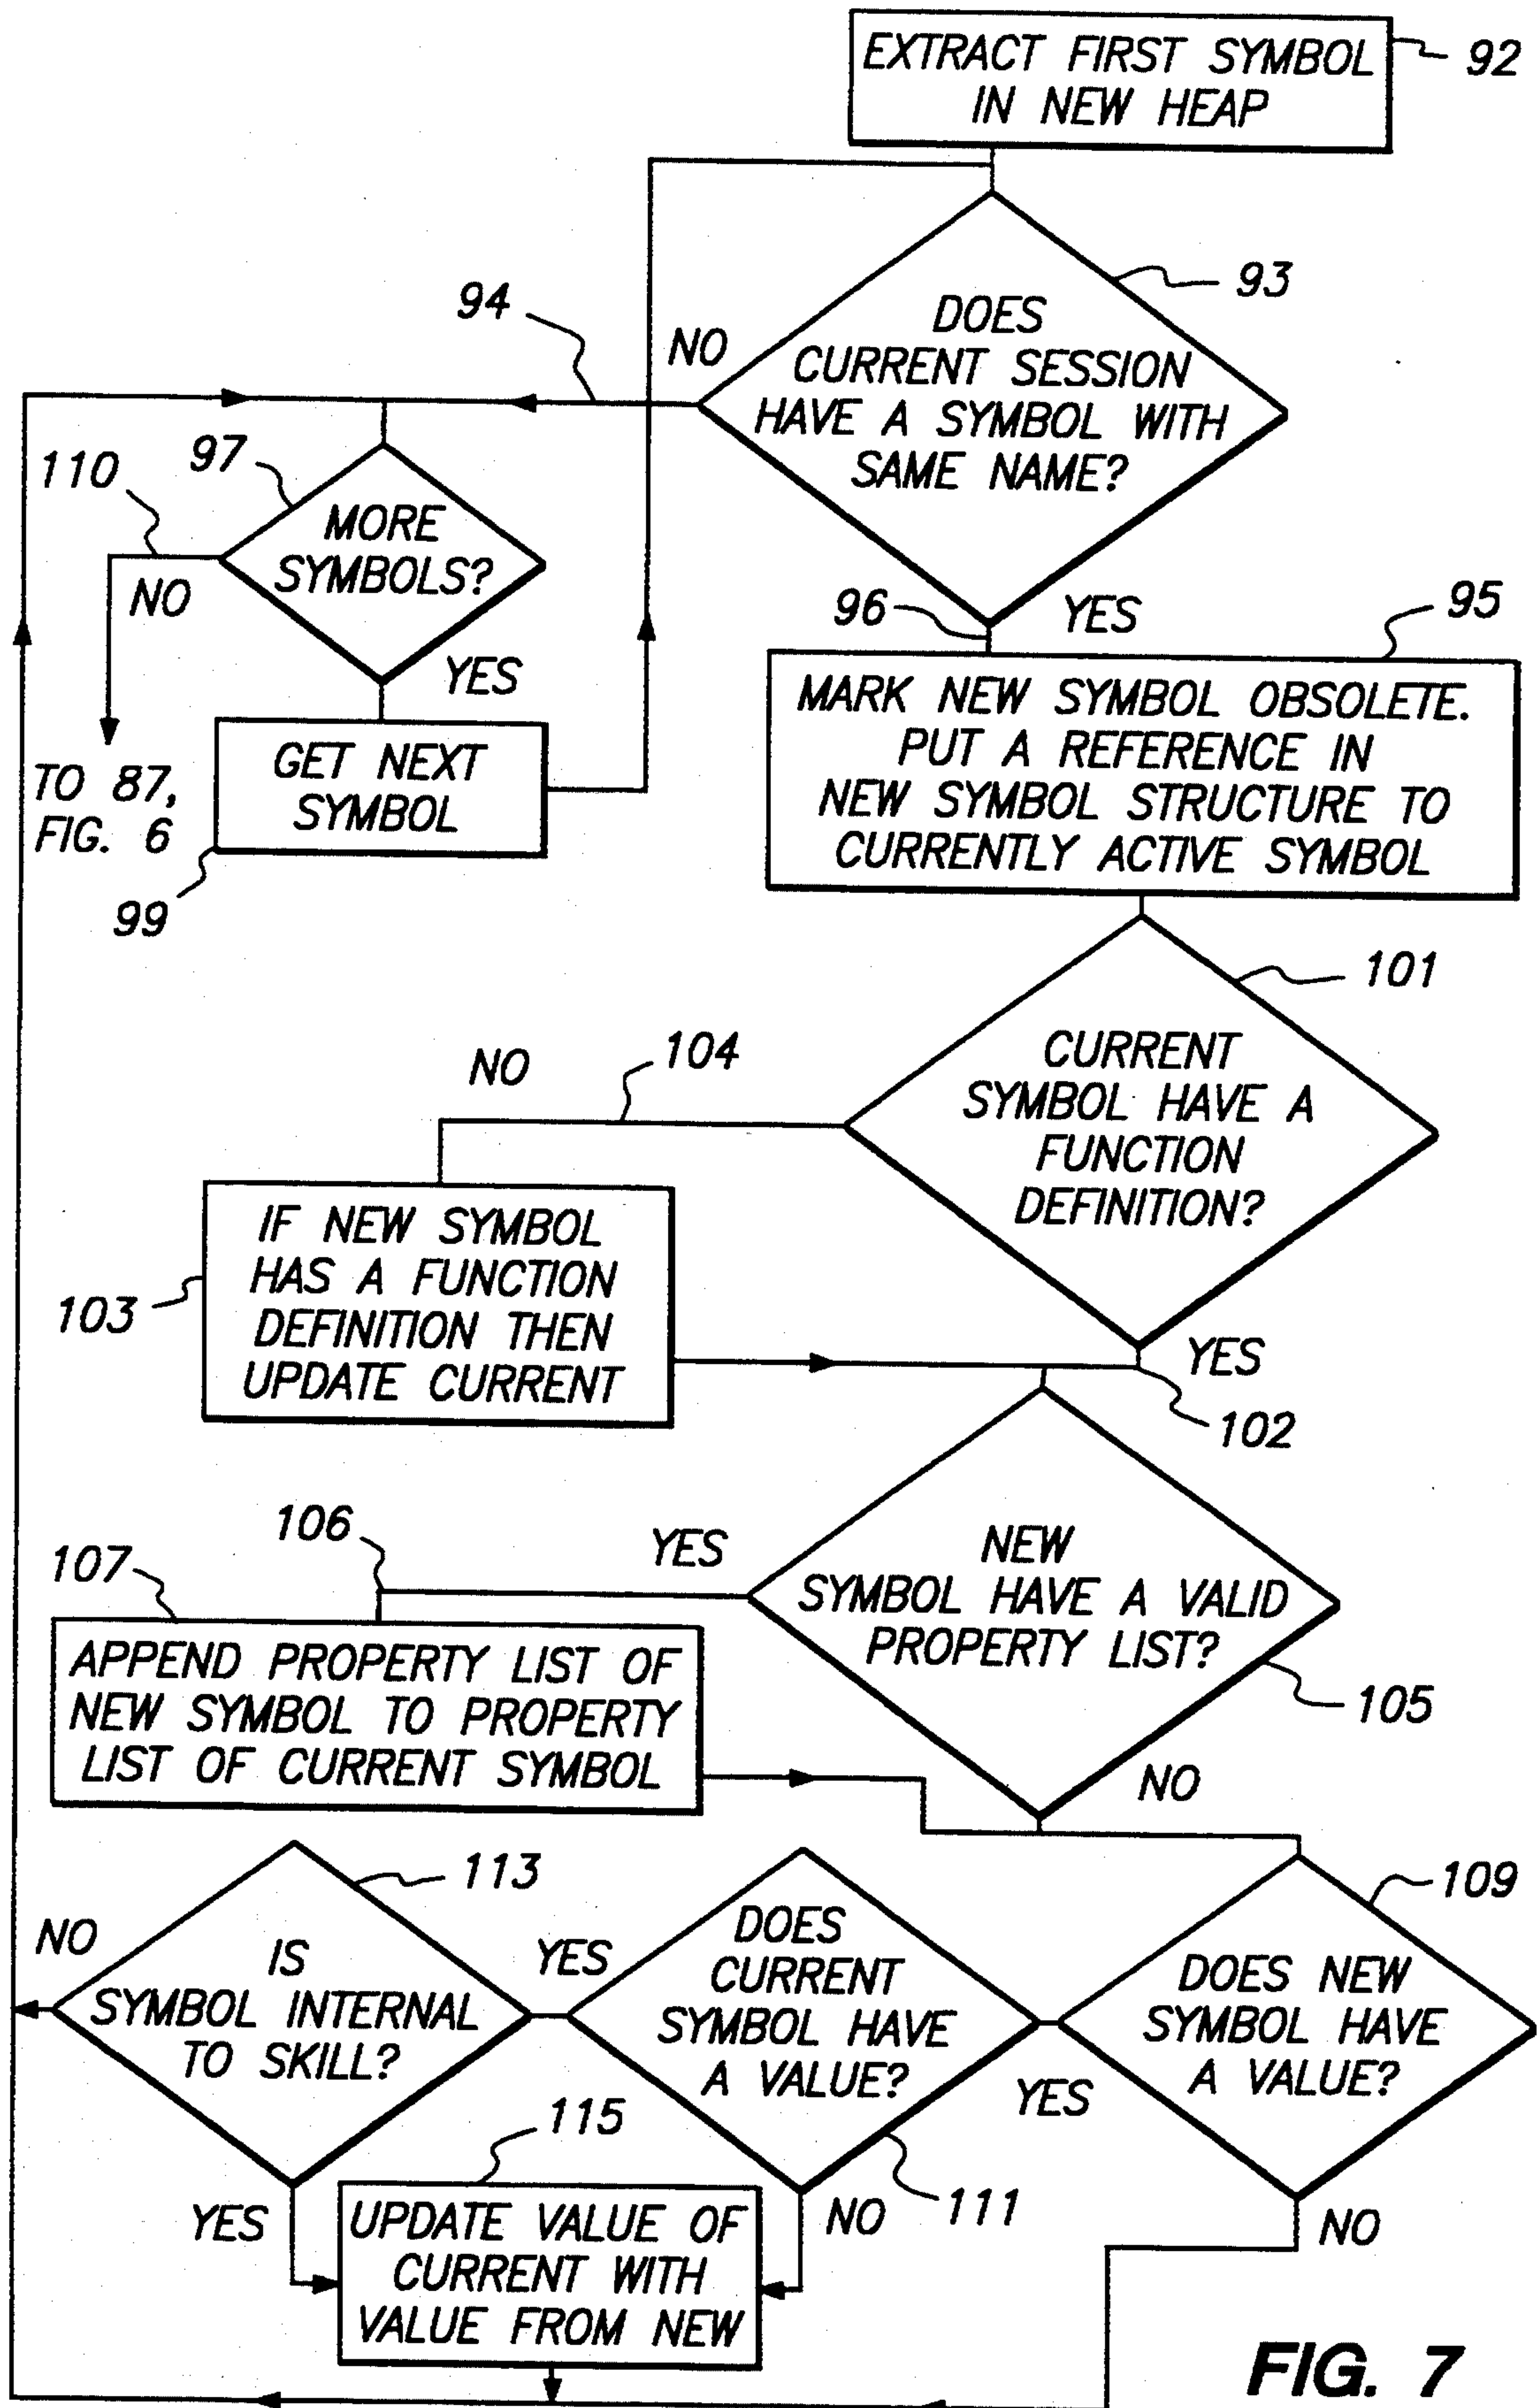 EXTRACT FIRST SYMBOL
IN NEW HEAP
92
93
94
NO
DOES
CURRENT SESSION
HAVE A SYMBOL WITH
SAME NAME?
110
97
MORE
SYMBOLS?
NO
YES
96
YES
95
TO 87,
FIG. 6
GET NEXT
SYMBOL
99
MARK NEW SYMBOL OBSOLETE.
PUT A REFERENCE IN
NEW SYMBOL STRUCTURE TO
CURRENTLY ACTIVE SYMBOL
101
NO
104
CURRENT
SYMBOL HAVE A
FUNCTION
DEFINITION?
103
IF NEW SYMBOL
HAS A FUNCTION
DEFINITION THEN
UPDATE CURRENT
YES
102
106
YES
107
NEW
SYMBOL HAVE A VALID
PROPERTY LIST?
105
APPEND PROPERTY LIST OF
NEW SYMBOL TO PROPERTY
LIST OF CURRENT SYMBOL
NO
113
109
NO
IS
SYMBOL INTERNAL
TO SKILL?
YES
DOES
CURRENT
SYMBOL HAVE
A VALUE?
YES
DOES NEW
SYMBOL HAVE
A VALUE?
115
111
YES
UPDATE VALUE OF
CURRENT WITH
VALUE FROM NEW
NO
NO
FIG. 7